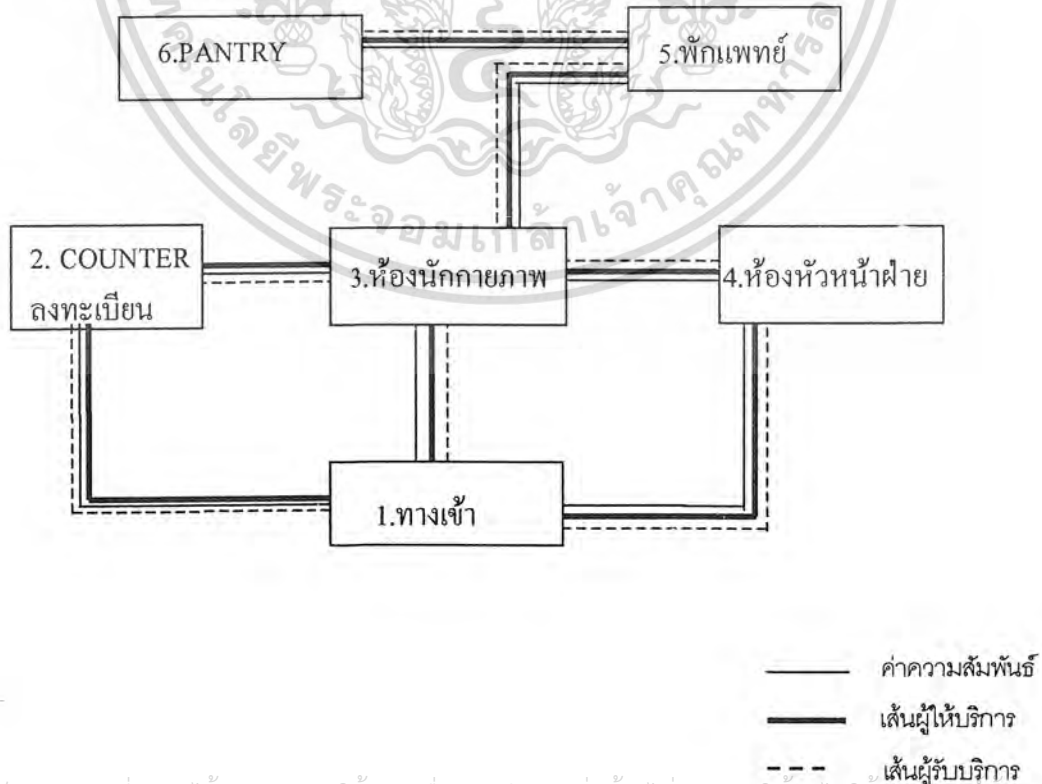 6.PANTRY
5.พักแพทย์
2. COUNTER
ลงทะเบียน
3.ห้องนักกายภาพ
4.ห้องหัวหน้าฝ่าย
1.ทางเข้า
ค่าความสัมพันธ์
เส้นผู้ให้บริการ
เส้นผู้รับบริการ